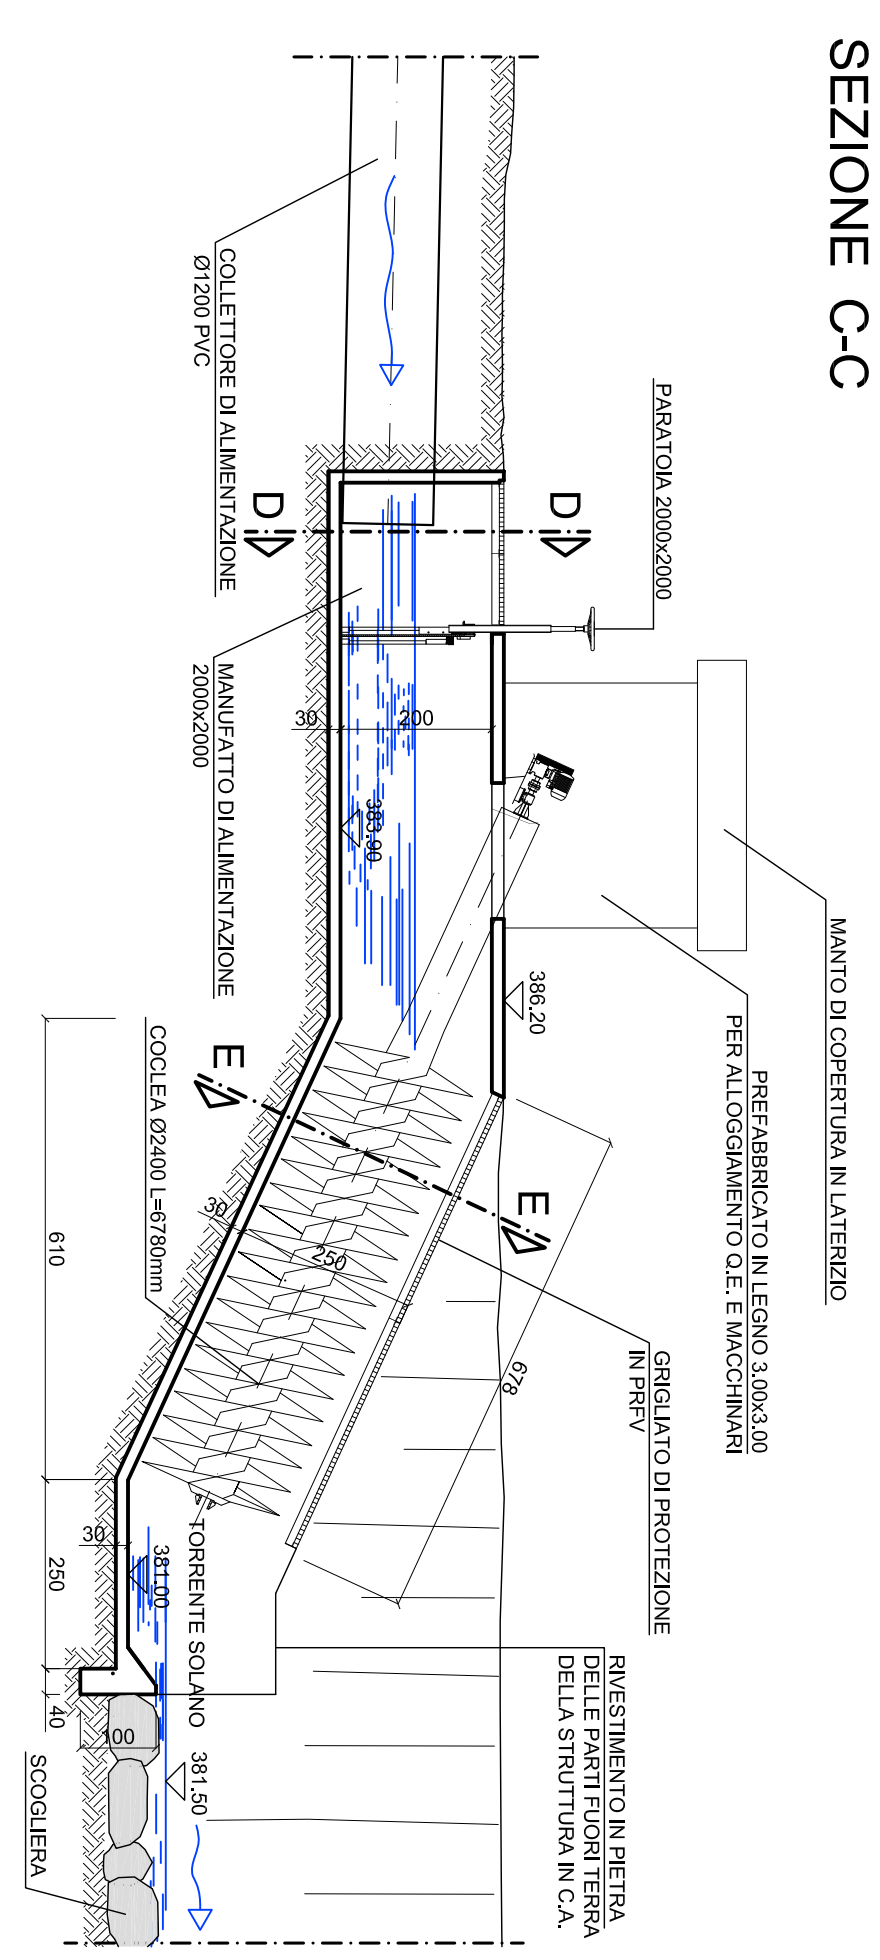 SEZIONE C-C
PARATOIA 2000x2000
MANTO DI COPERTURA IN LATERIZIO
PREFABBRICATO IN LEGNO 3.00x3.00
PER ALLOGGIAMENTO Q.E. E MACCHINARI
GRIGLIATO DI PROTEZIONE
IN PRFV
RIVESTIMENTO IN PIETRA
DELLE PARTI FUORI TERRA
DELLA STRUTTURA IN C.A.
D
386.20
E
678
200
30
383.90
250
30
D
E
COLLETTORE DI ALIMENTAZIONE
Ø1200 PVC
MANUFATTO DI ALIMENTAZIONE
2000x2000
COCLEA Ø2400 L=6780mm
TORRENTE SOLANO
381.00
381.50
30
100
610
250
40
SCOGLIERA